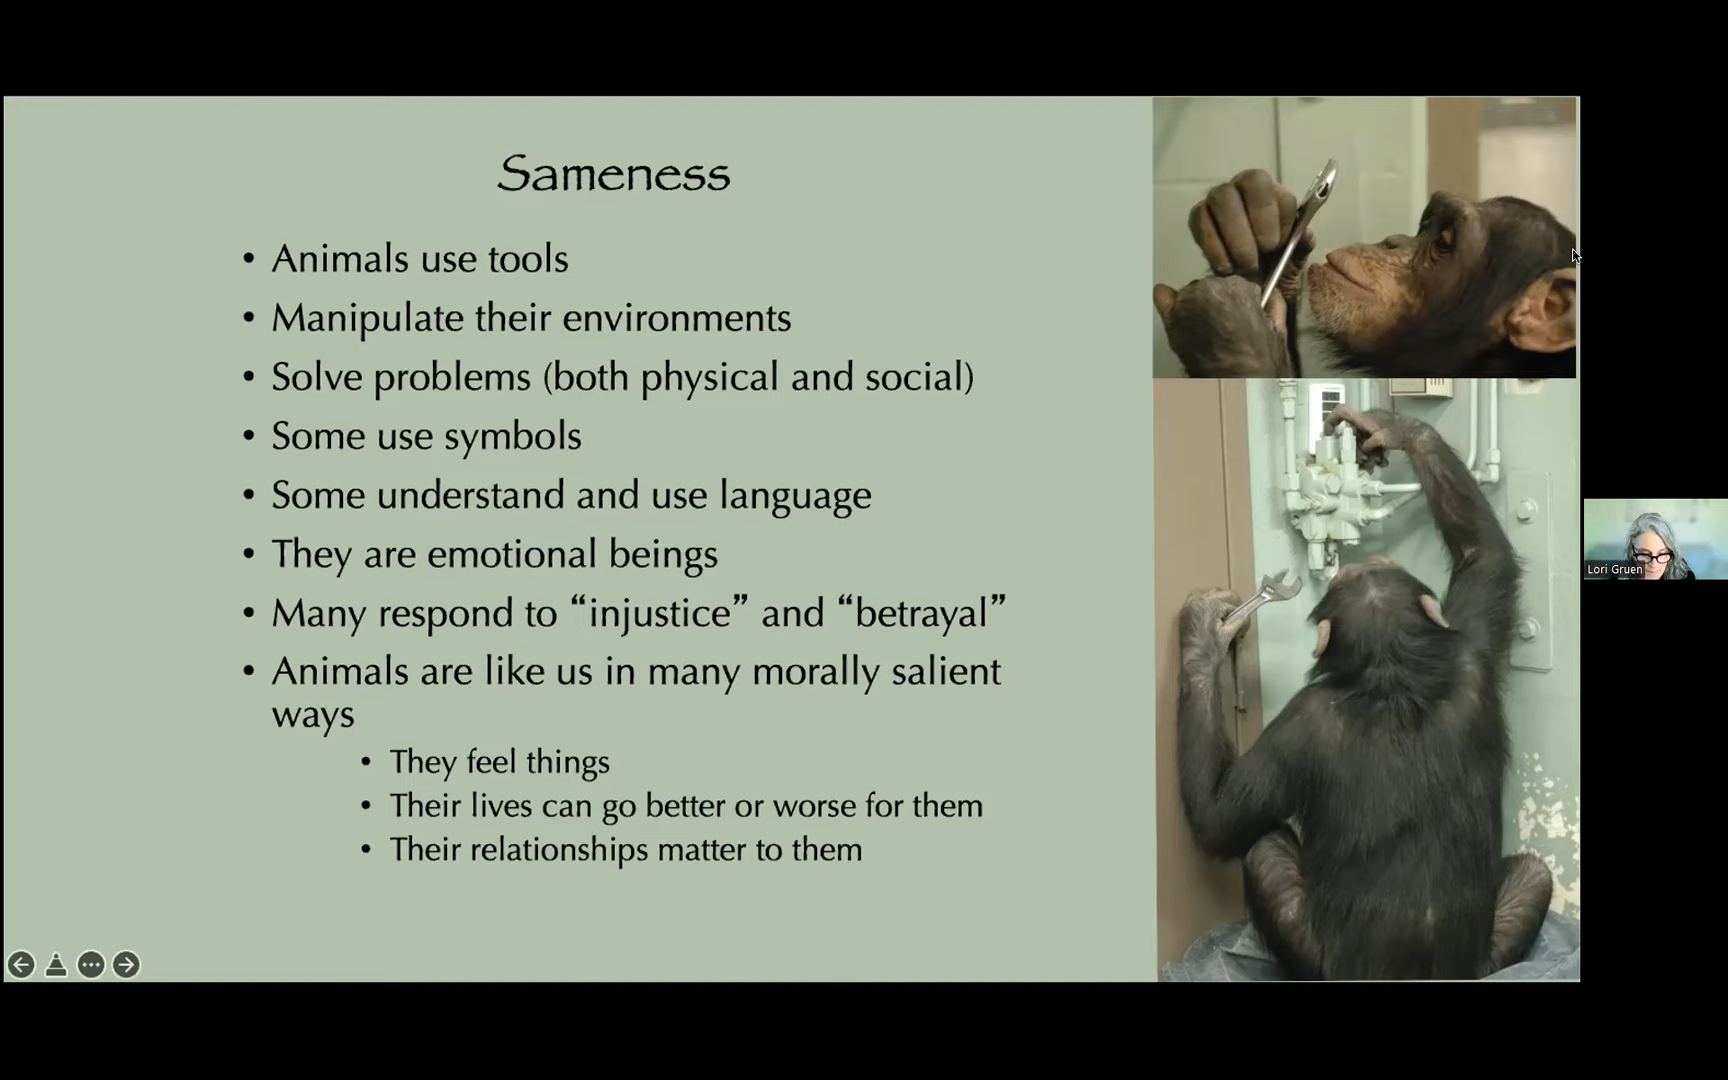 Sameness
• Animals use tools
• Manipulate their environments
• Solve problems (both physical and social)
• Some use symbols
• Some understand and use language
• They are emotional beings
• Many respond to “injustice” and “betrayal”
• Animals are like us in many morally salient
ways
• They feel things
• Their lives can go better or worse for them
• Their relationships matter to them
Lori Gruen